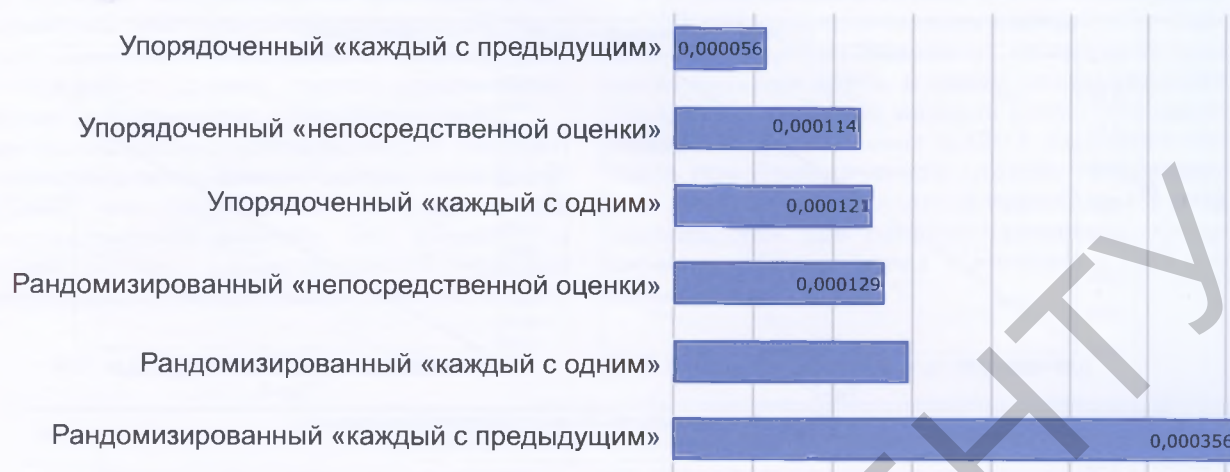 Упорядоченный «каждый с предыдущим» 0,000056
Упорядоченный «непосредственной оценки» 0,000114
Упорядоченный «каждый с одним» 0,000121
Рандомизированный «непосредственной оценки» 0,000129
Рандомизированный «каждый с одним»
Рандомизированный «каждый с предыдущим» 0,000356
НТУ